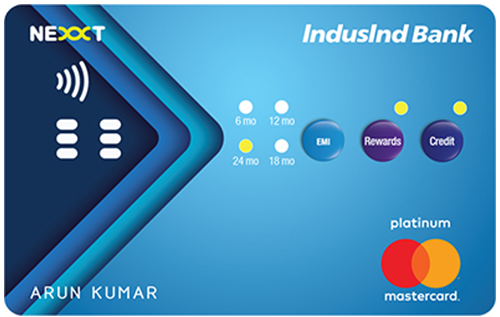 NEXXT
IndusInd Bank
6 mo 12 mo
24 mo 18 mo
EMI Rewards Credit
platinum
mastercard.
ARUN KUMAR